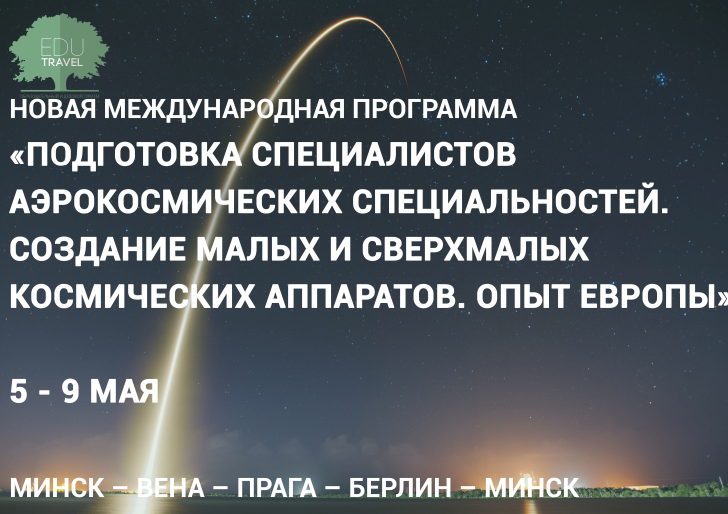 EDU
TRAVEL
НОВАЯ МЕЖДУНАРОДНАЯ ПРОГРАММА
«ПОДГОТОВКА СПЕЦИАЛИСТОВ
АЭРОКОСМИЧЕСКИХ СПЕЦИАЛЬНОСТЕЙ.
СОЗДАНИЕ МАЛЫХ И СВЕРХМАЛЫХ
КОСМИЧЕСКИХ АППАРАТОВ. ОПЫТ ЕВРОПЫ»
5 - 9 МАЯ
МИНСК – ВЕНА – ПРАГА – БЕРЛИН – МИНСК